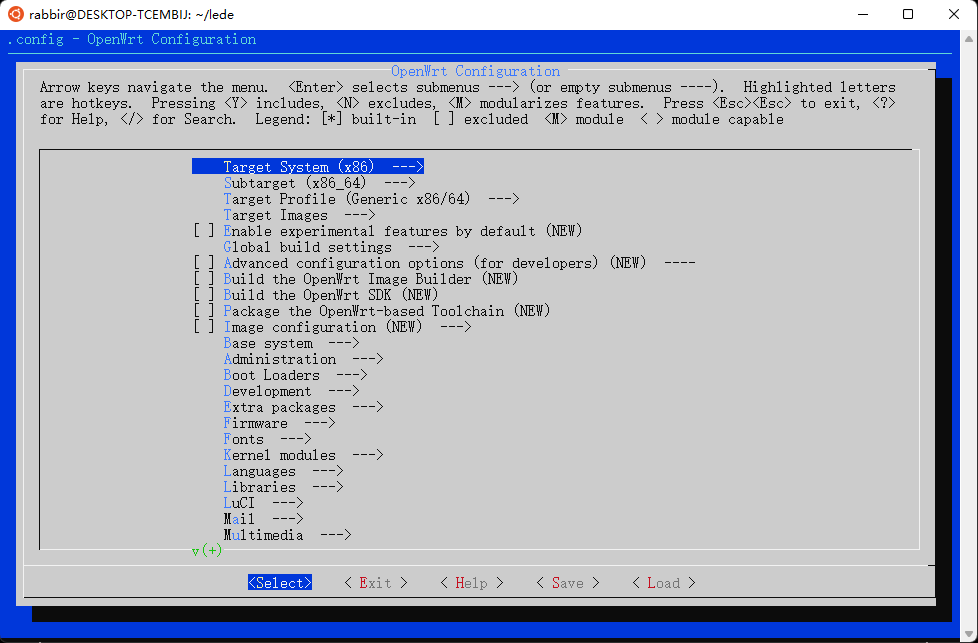 rabbir@DESKTOP-TCEMBIJ: ~/lede
.config - OpenWrt Configuration
OpenWrt Configuration
Arrow keys navigate the menu.  <Enter> selects submenus ---> (or empty submenus ----).  Highlighted letters
are hotkeys.  Pressing <Y> includes, <N> excludes, <M> modularizes features.  Press <Esc><Esc> to exit, <?>
for Help, </> for Search.  Legend: [*] built-in  [ ] excluded  <M> module  < > module capable
Target System (x86)  --->
Subtarget (x86_64)  --->
Target Profile (Generic x86/64)  --->
Target Images  --->
[ ] Enable experimental features by default (NEW)
Global build settings  --->
[ ] Advanced configuration options (for developers) (NEW)  ----
[ ] Build the OpenWrt Image Builder (NEW)
[ ] Build the OpenWrt SDK (NEW)
[ ] Package the OpenWrt-based Toolchain (NEW)
[ ] Image configuration (NEW)  --->
Base system  --->
Administration  --->
Boot Loaders  --->
Development  --->
Extra packages  --->
Firmware  --->
Fonts  --->
Kernel modules  --->
Languages  --->
Libraries  --->
LuCI  --->
Mail  --->
Multimedia  --->
▽(+)
<Select>    < Exit >    < Help >    < Save >    < Load >